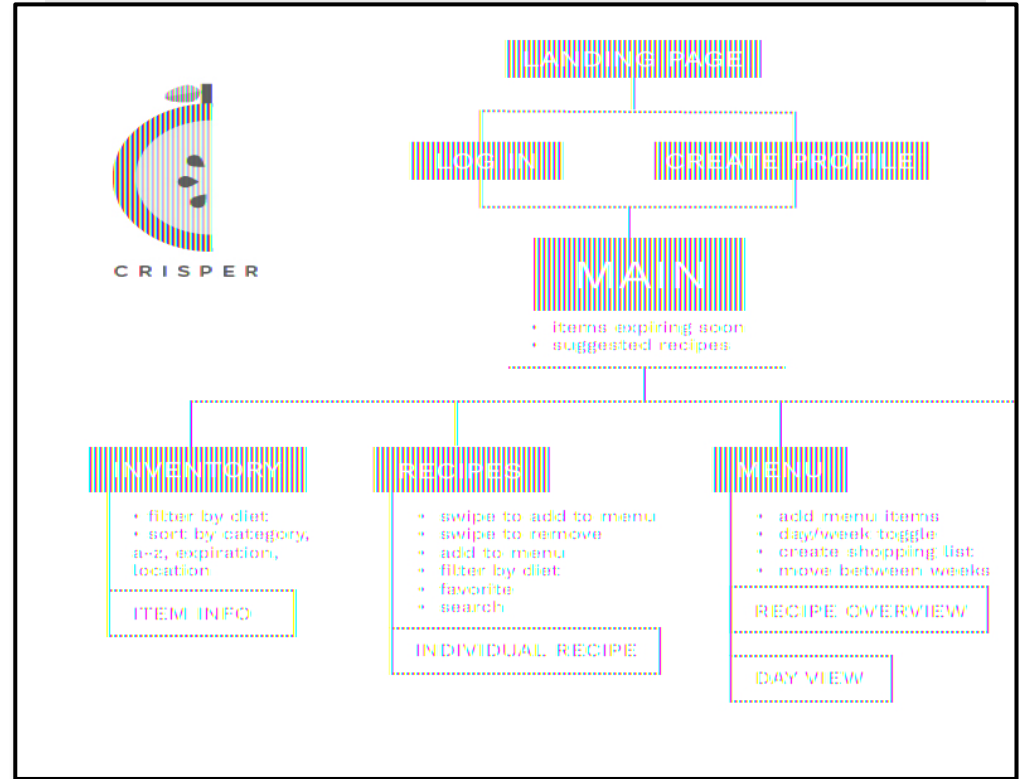 LANDING PAGE
LOG IN
CREATE PROFILE
CRISPER
MAIN
• items expiring soon
• suggested recipes
INVENTORY
• filter by diet
• sort by category,
a-z, expiration,
location
ITEM INFO
RECIPES
• swipe to add to menu
• swipe to remove
• add to menu
• filter by diet
• favorite
• search
INDIVIDUAL RECIPE
MENU
• add menu items
• day/week toggle
• create shopping list
• move between weeks
RECIPE OVERVIEW
DAY VIEW